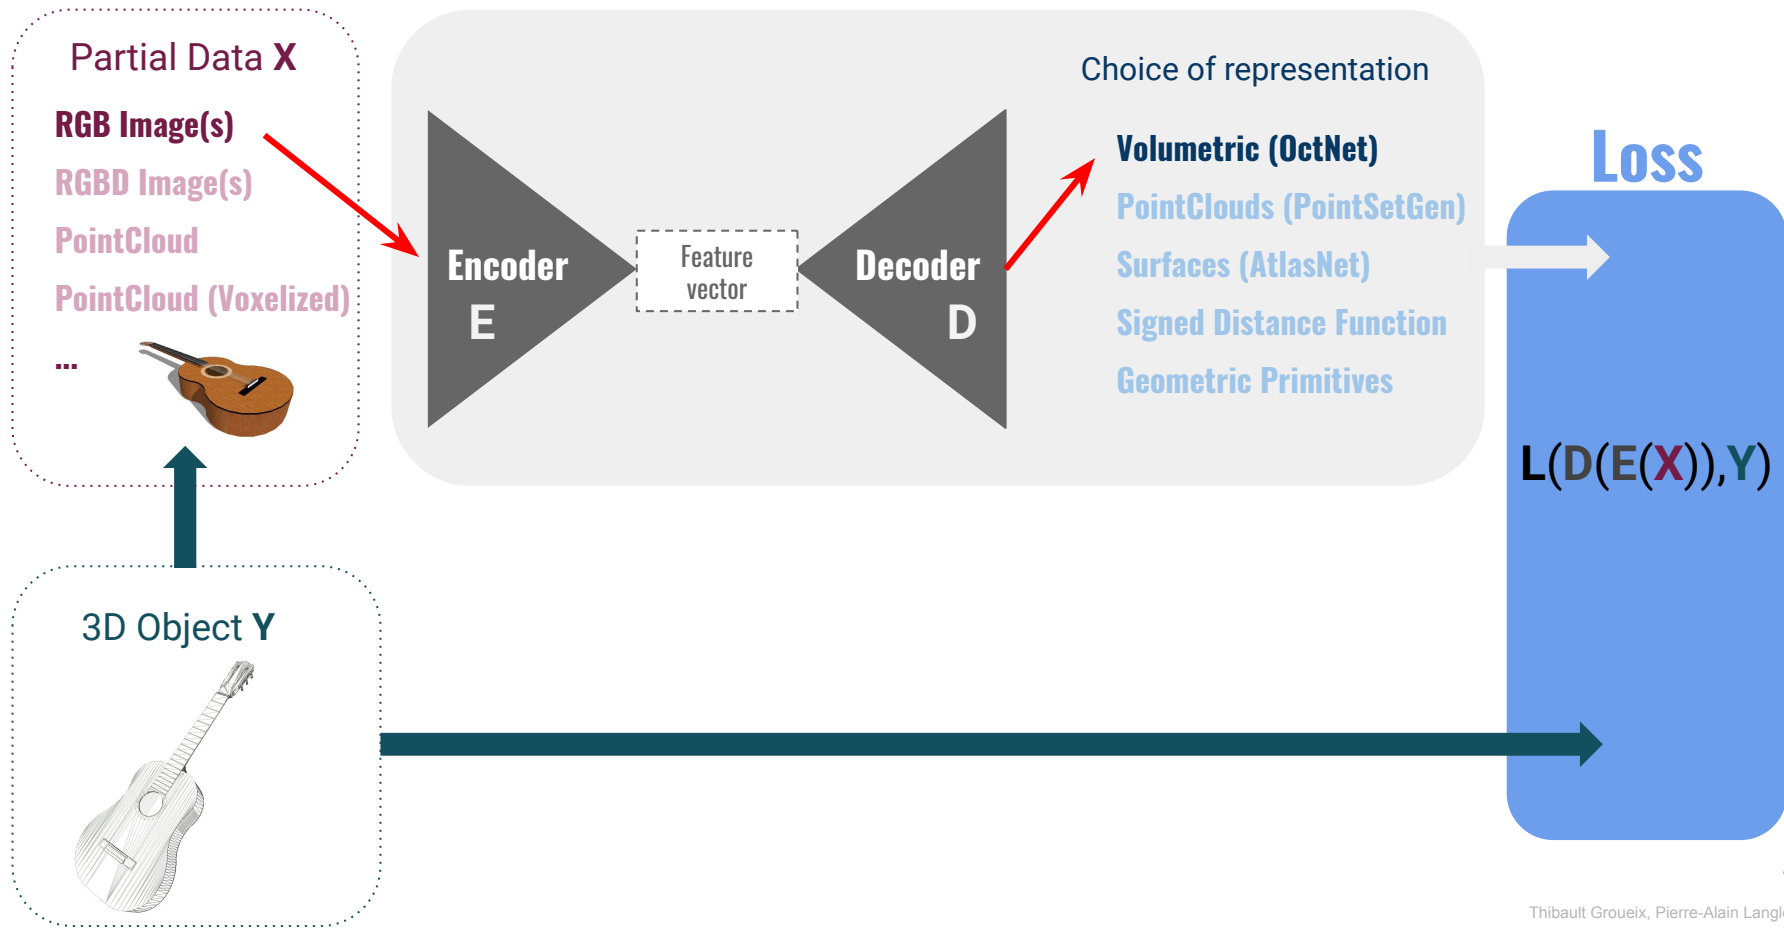 Partial Data X
RGB Image(s)
RGBD Image(s)
PointCloud
PointCloud (Voxelized)
...
3D Object Y
Encoder
E
Feature
vector
Decoder
D
Choice of representation
Volumetric (OctNet)
PointClouds (PointSetGen)
Surfaces (AtlasNet)
Signed Distance Function
Geometric Primitives
Loss
L(D(E(X)),Y)
Thibault Groueix, Pierre-Alain Langl